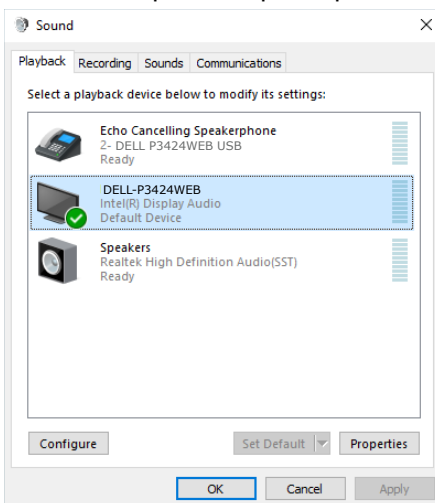 Sound
Playback Recording Sounds Communications
Select a playback device below to modify its settings:
Echo Cancelling Speakerphone
2- DELL P3424WEB USB
Ready
DELL-P3424WEB
Intel(R) Display Audio
Default Device
Speakers
Realtek High Definition Audio(SST)
Ready
Configure Set Default Properties
OK Cancel Apply